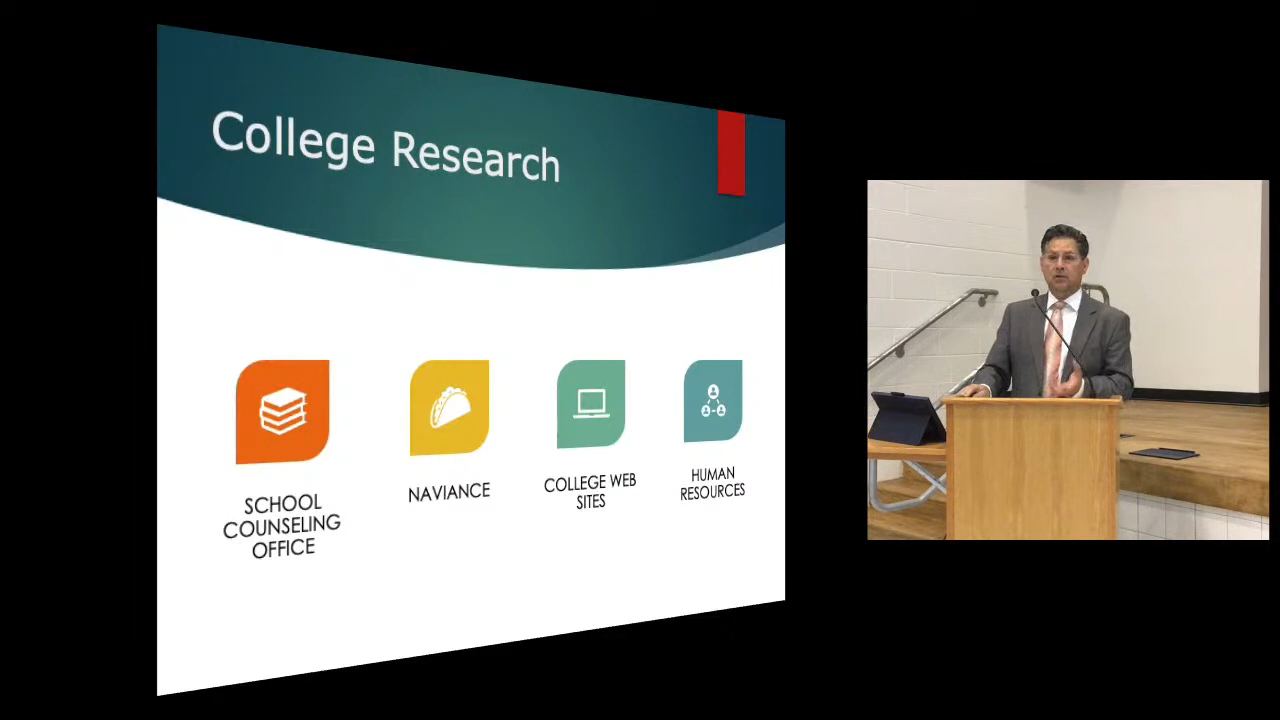 College Research
SCHOOL
COUNSELING
OFFICE
NAVIANCE
COLLEGE WEB
SITES
HUMAN
RESOURCES